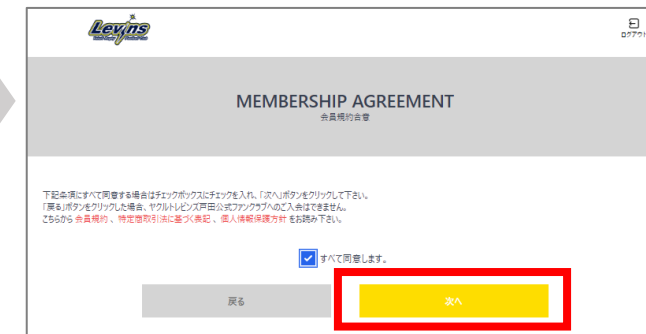 Levins
ログアウト
MEMBERSHIP AGREEMENT
会員規約合意
下記条項にすべて同意する場合はチェックボックスにチェックを入れ、「次へ」ボタンをクリックして下さい。
「戻る」ボタンをクリックした場合、ヤクルトレビンズ戸田公式ファンクラブへのご入会はできません。
こちらから 会員規約 、特定商取引法に基づく表記 、個人情報保護方針 をお読み下さい。
すべて同意します。
戻る
次へ